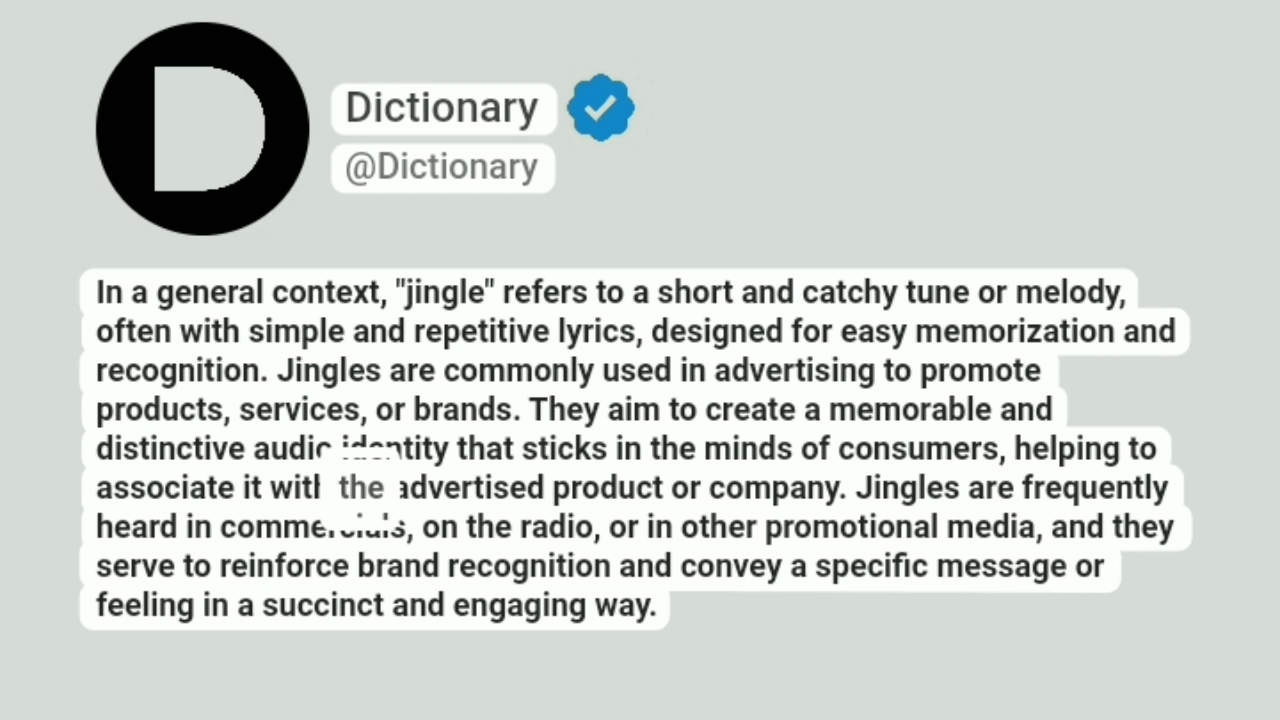 D
Dictionary
@Dictionary
In a general context, "jingle" refers to a short and catchy tune or melody,
often with simple and repetitive lyrics, designed for easy memorization and
recognition. Jingles are commonly used in advertising to promote
products, services, or brands. They aim to create a memorable and
distinctive audio identity that sticks in the minds of consumers, helping to
associate it with the advertised product or company. Jingles are frequently
heard in commercials, on the radio, or in other promotional media, and they
serve to reinforce brand recognition and convey a specific message or
feeling in a succinct and engaging way.